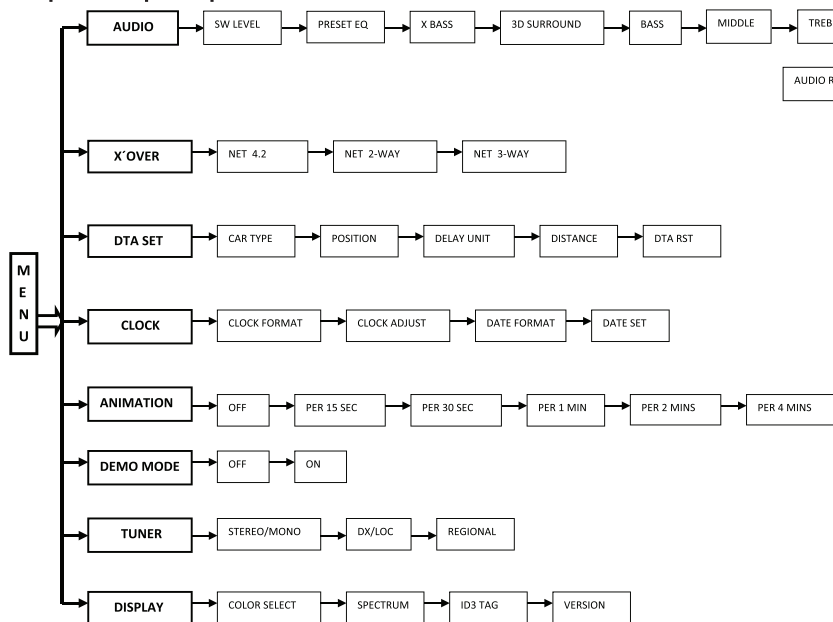 AUDIO SW LEVEL PRESET EQ X BASS 3D SURROUND BASS MIDDLE TREB
AUDIO R
X´OVER NET 4.2 NET 2-WAY NET 3-WAY
DTA SET CAR TYPE POSITION DELAY UNIT DISTANCE DTA RST
MENU
CLOCK CLOCK FORMAT CLOCK ADJUST DATE FORMAT DATE SET
ANIMATION OFF PER 15 SEC PER 30 SEC PER 1 MIN PER 2 MINS PER 4 MINS
DEMO MODE OFF ON
TUNER STEREO/MONO DX/LOC REGIONAL
DISPLAY COLOR SELECT SPECTRUM ID3 TAG VERSION